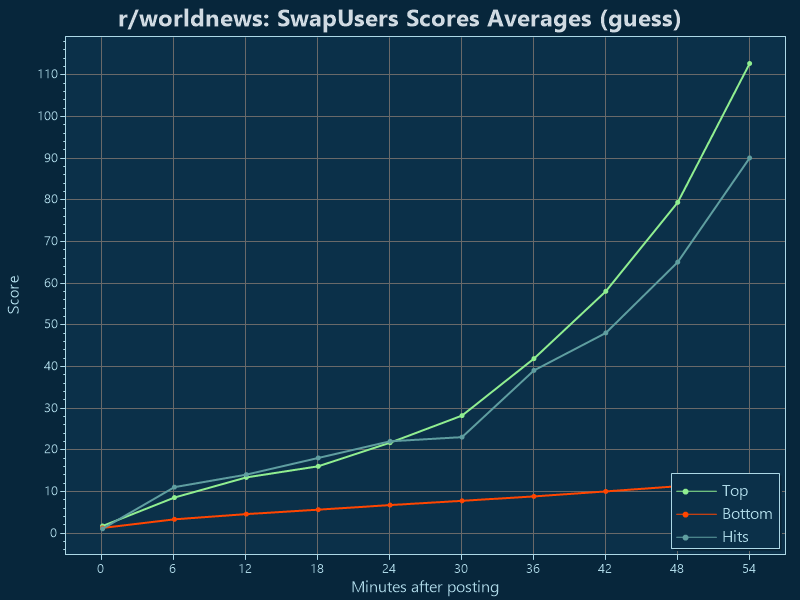 r/worldnews: SwapUsers Scores Averages (guess)
110
100
90
80
70
60
50
40
30
20
10
0
Score
Top
Bottom
Hits
0 6 12 18 24 30 36 42 48 54
Minutes after posting